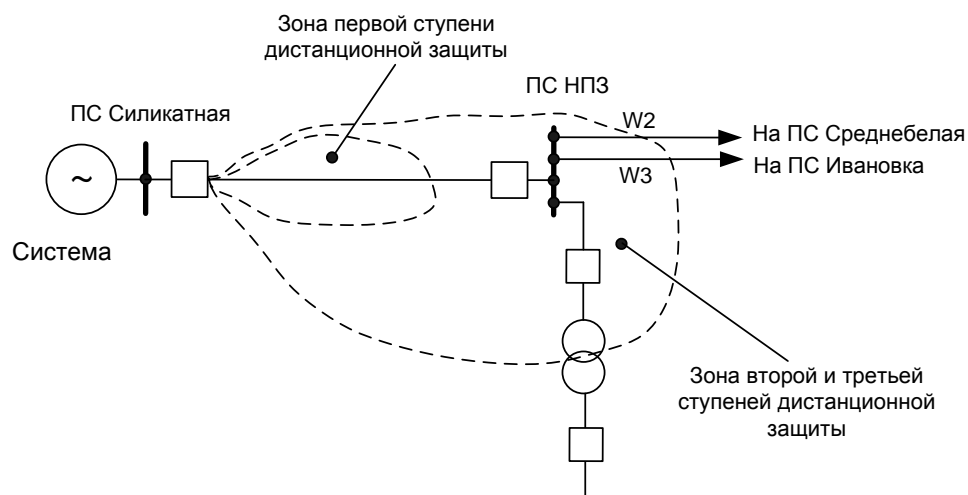 Зона первой ступени
дистанционной защиты
ПС НПЗ
ПС Силикатная
W2
На ПС Среднебелая
На ПС Ивановка
W3
~
Система
Зона второй и третьей
ступеней дистанционной
защиты